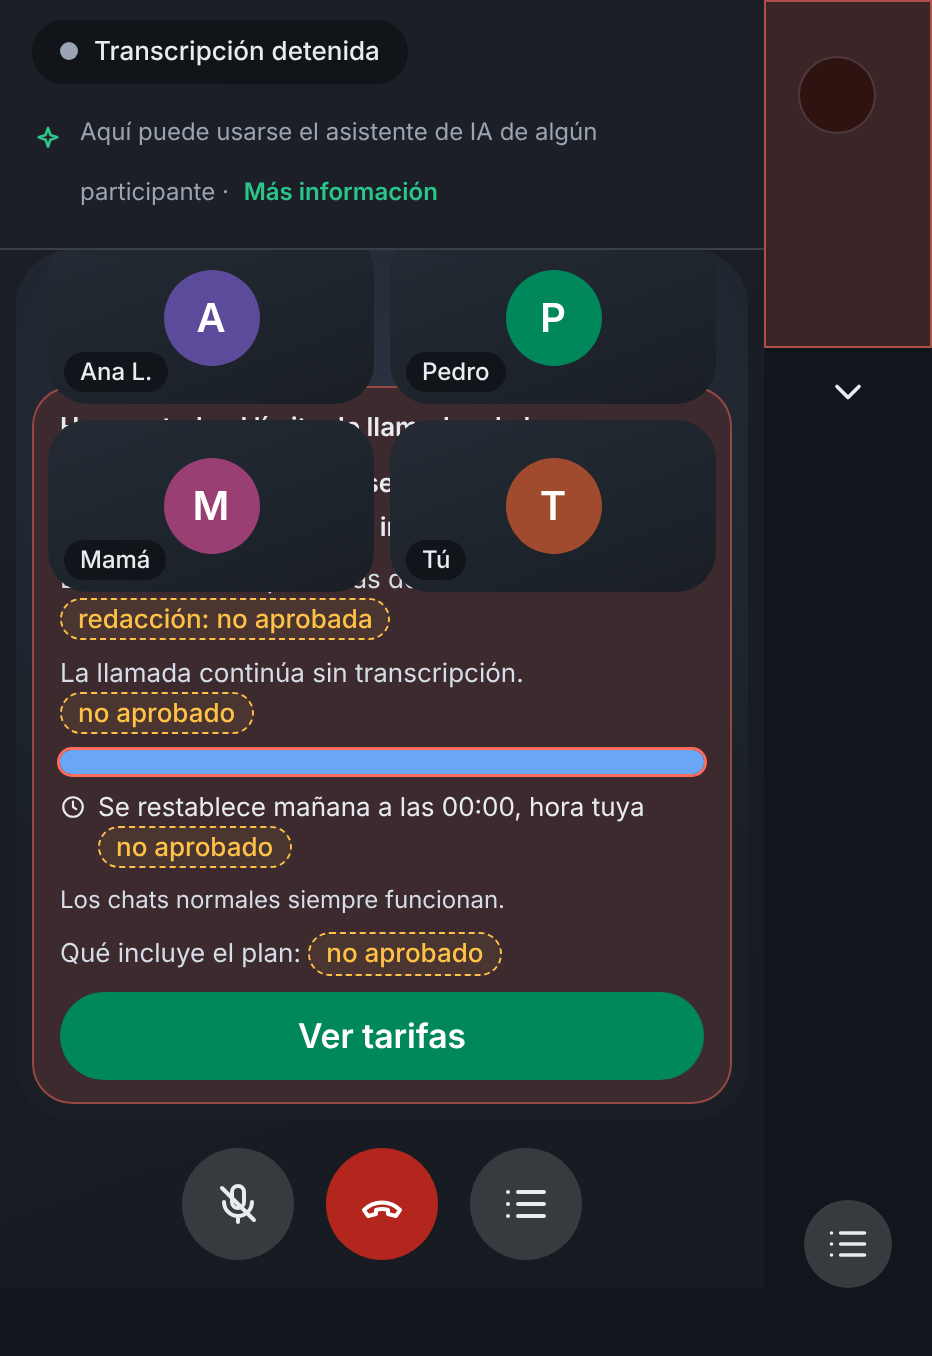 Transcripción detenida
Aquí puede usarse el asistente de IA de algún
participante · Más información
A
P
Ana L.
Pedro
M
T
Mamá
Tú
redacción: no aprobada
La llamada continúa sin transcripción.
no aprobado
Se restablece mañana a las 00:00, hora tuya
no aprobado
Los chats normales siempre funcionan.
Qué incluye el plan: no aprobado
Ver tarifas